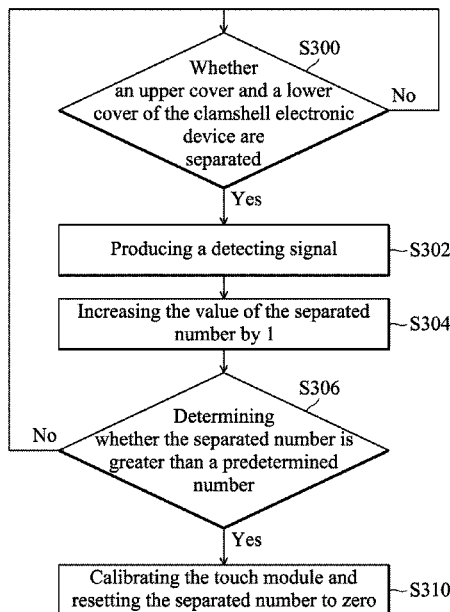 S300
Whether
an upper cover and a lower
cover of the clamshell electronic
device are
separated
No
Yes
Producing a detecting signal
S302
Increasing the value of the separated
number by 1
S304
S306
Determining
whether the separated number is
greater than a predetermined
number
No
Yes
Calibrating the touch module and
resetting the separated number to zero
S310